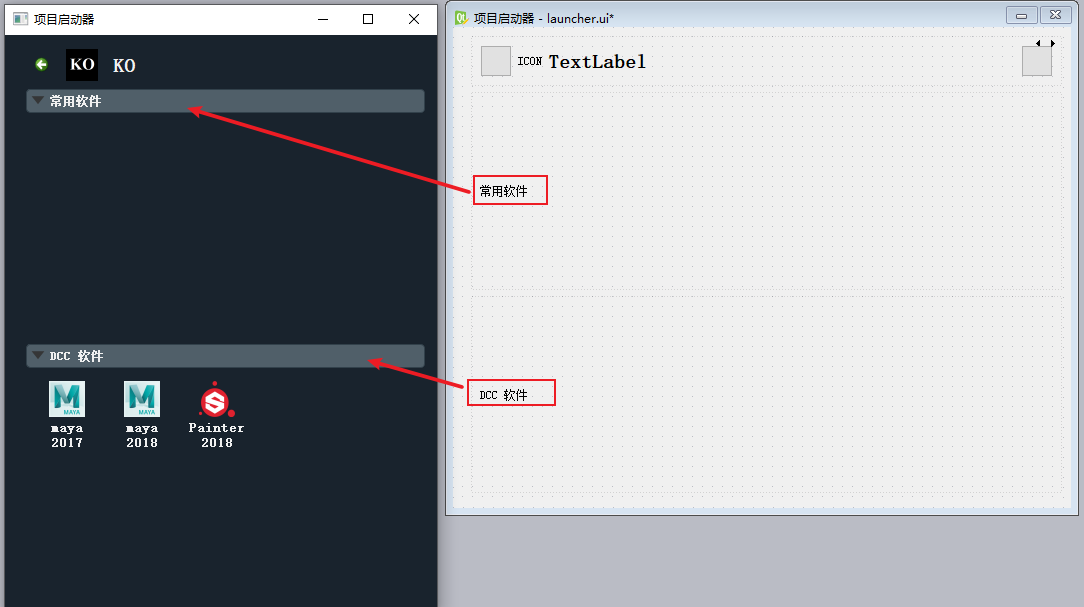 项目启动器
KO KO
常用软件
DCC 软件
MAYA
maya
2017
MAYA
maya
2018
S
Painter
2018
Qt 项目启动器 - launcher.ui*
ICON TextLabel
常用软件
DCC 软件